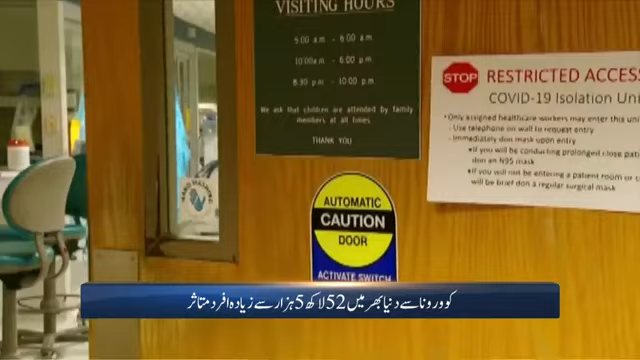 VISITING HOURS
5:00 a.m. - 6:00 a.m.
10:00 a.m. - 6:00 p.m.
8:30 p.m. - 10:00 p.m.
We ask that children are attended by family
members at all times.
THANK YOU
STOP RESTRICTED ACCESS
COVID-19 Isolation Uni
•Only assigned healthcare workers may enter this uni
- Use telephone on wall to request entry
- Immediately don mask upon entry
•If you will be conducting prolonged close pati
don an N95 mask
•If you will not be entering a patient room or c
will be brief don a regular surgical mask
AUTOMATIC
CAUTION
DOOR
ACTIVATE SWITCH
کورونا سے دنیا بھر میں 52 لاکھ 5 ہزار سے زیادہ افرد متاثر